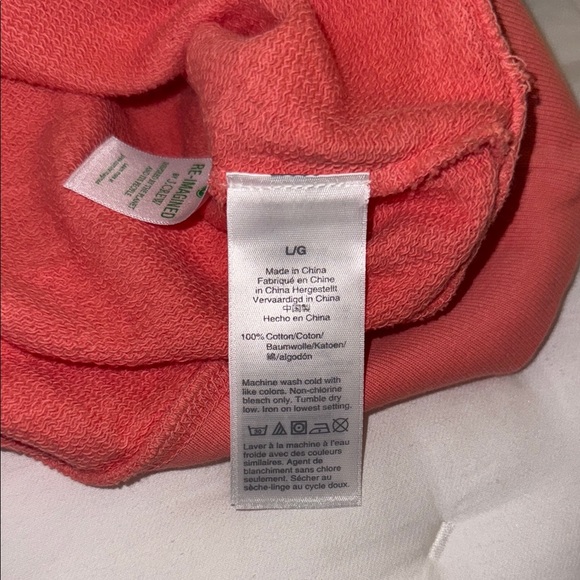 RE-IMAGINED
BY J.CREW
L/G
Made in China
Fabriqué en Chine
in China Hergestellt
Vervaardigd in China
中国製
Hecho en China
100% Cotton/Coton/
Baumwolle/Katoen/
綿/algodón
Machine wash cold with
like colors. Non-chlorine
bleach only. Tumble dry
low. Iron on lowest setting.
Laver à la machine à l'eau
froide avec des couleurs
similaires. Agent de
blanchiment sans chlore
seulement. Sécher au
sèche-linge au cycle doux.